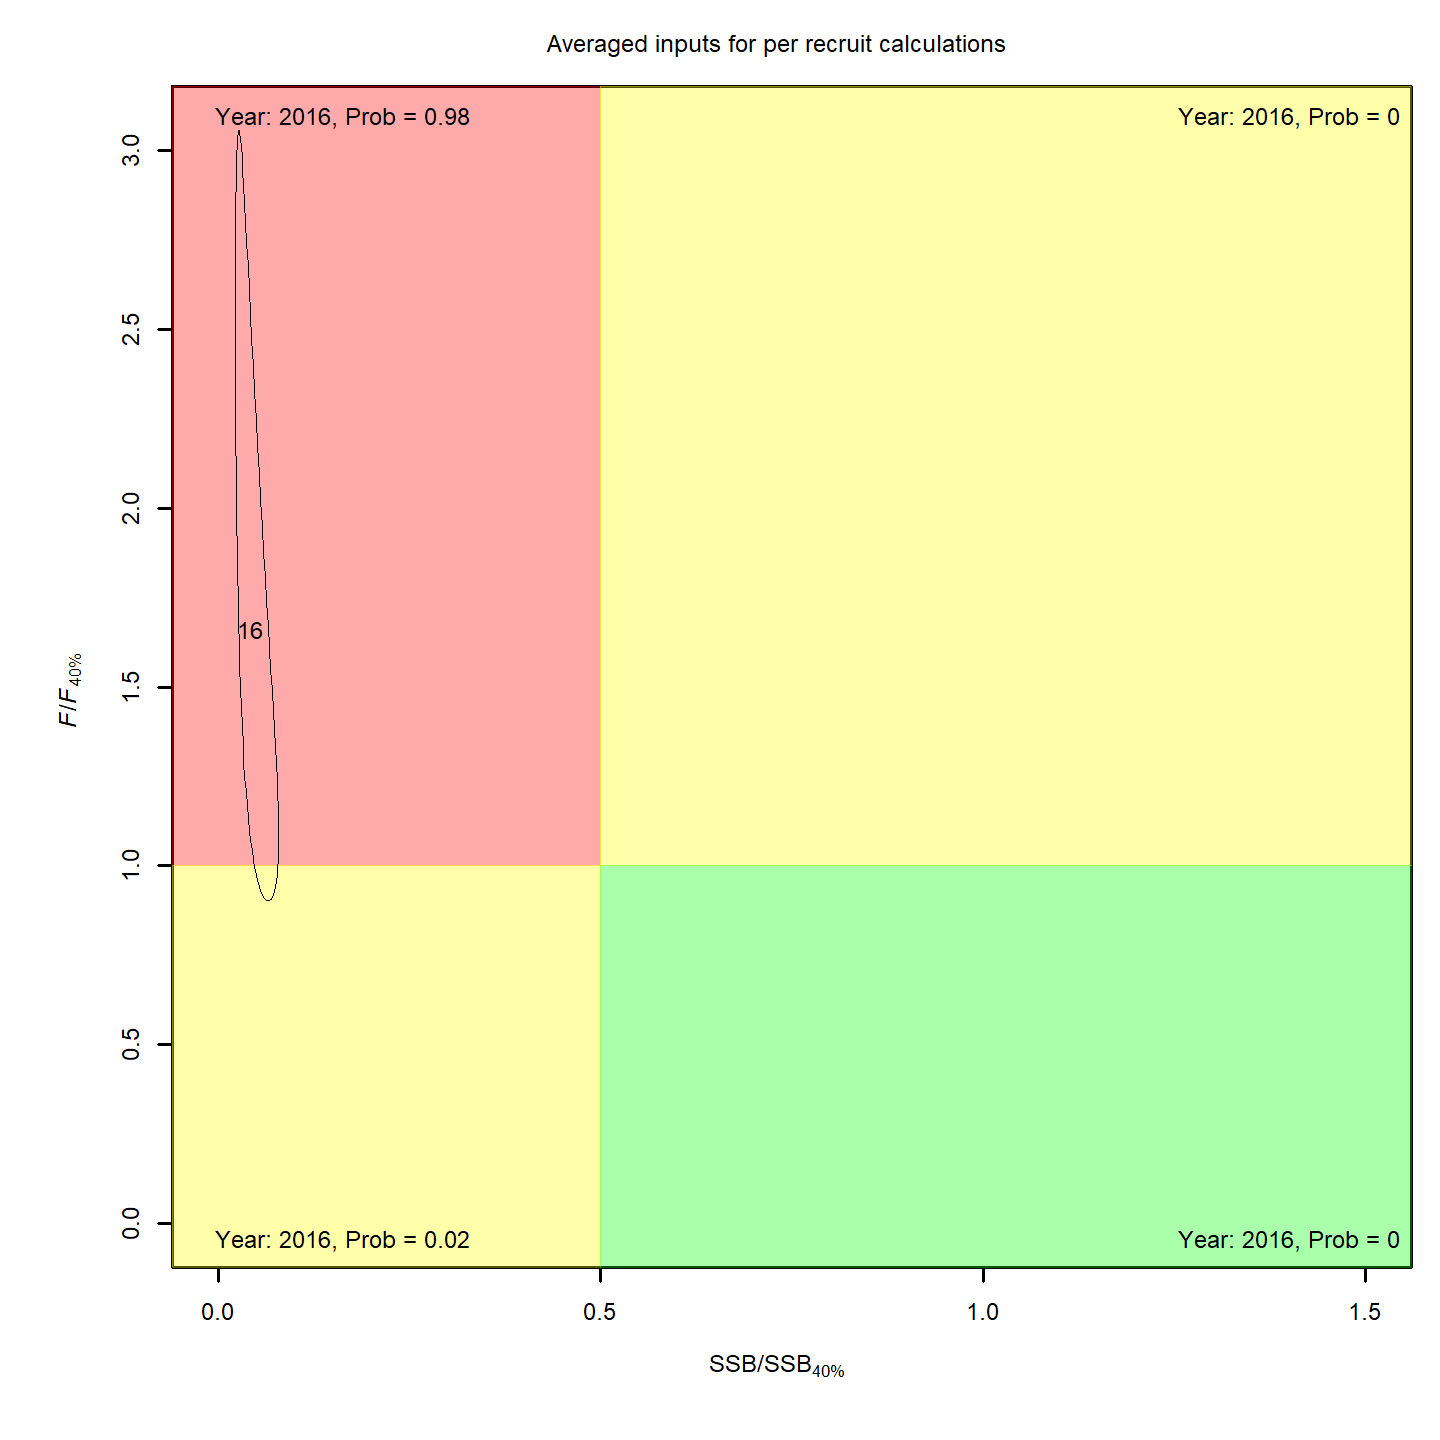 Averaged inputs for per recruit calculations
Year: 2016, Prob = 0.98
Year: 2016, Prob = 0
3.0
2.5
2.0
16
1.5
1.0
0.5
0.0
F/F40%
Year: 2016, Prob = 0.02
Year: 2016, Prob = 0
0.0
0.5
1.0
1.5
SSB/SSB40%